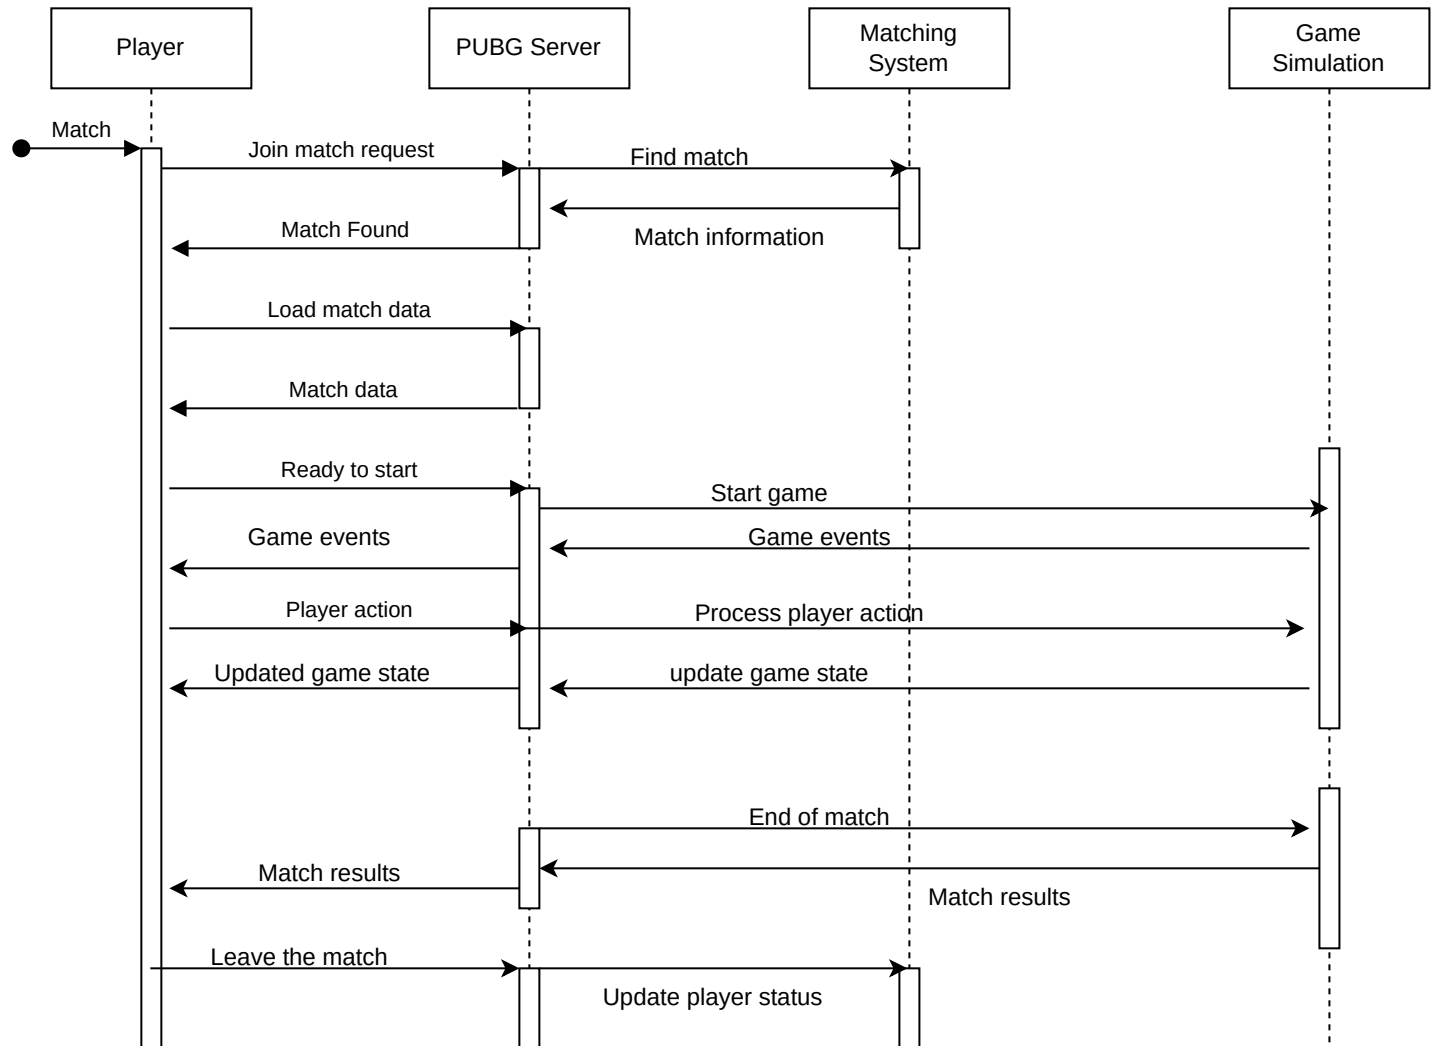 Player
PUBG Server
Matching
System
Game
Simulation
Match
Join match request
Find match
Match Found
Match information
Load match data
Match data
Ready to start
Start game
Game events
Game events
Player action
Process player action
Updated game state
update game state
End of match
Match results
Match results
Leave the match
Update player status